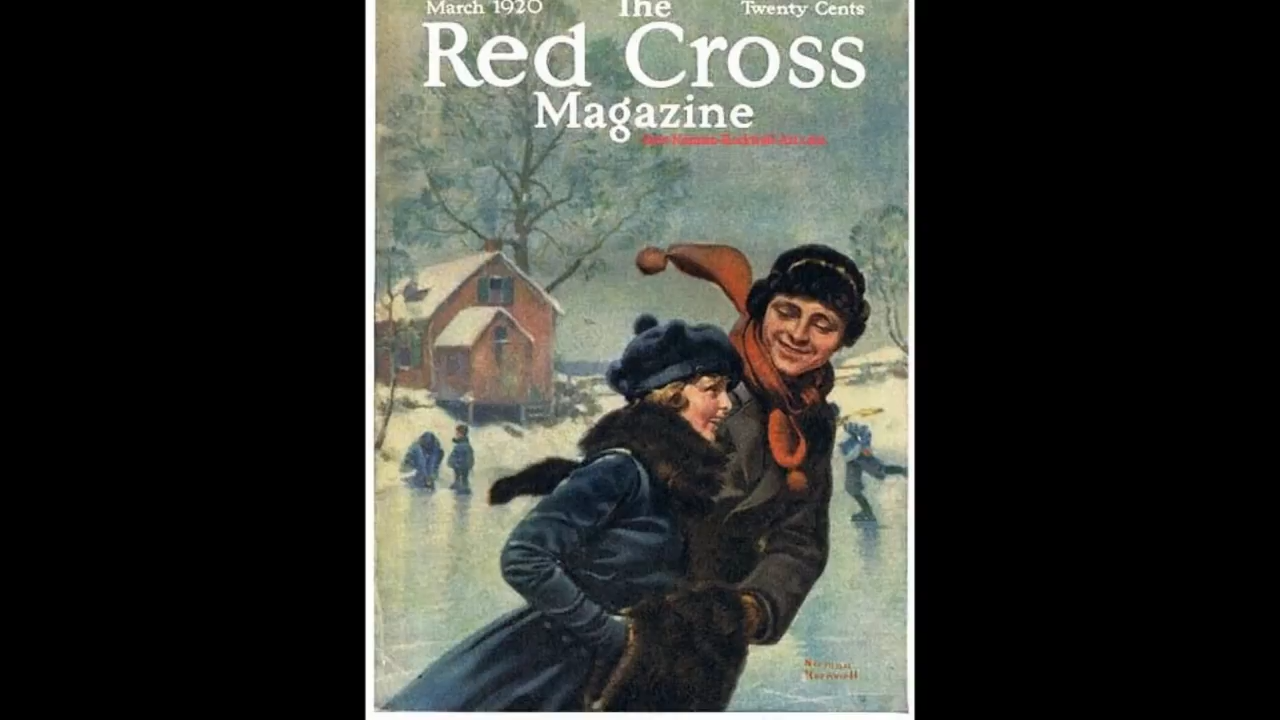 March 1920 The Twenty Cents
Red Cross
Magazine
Norman
Rockwell